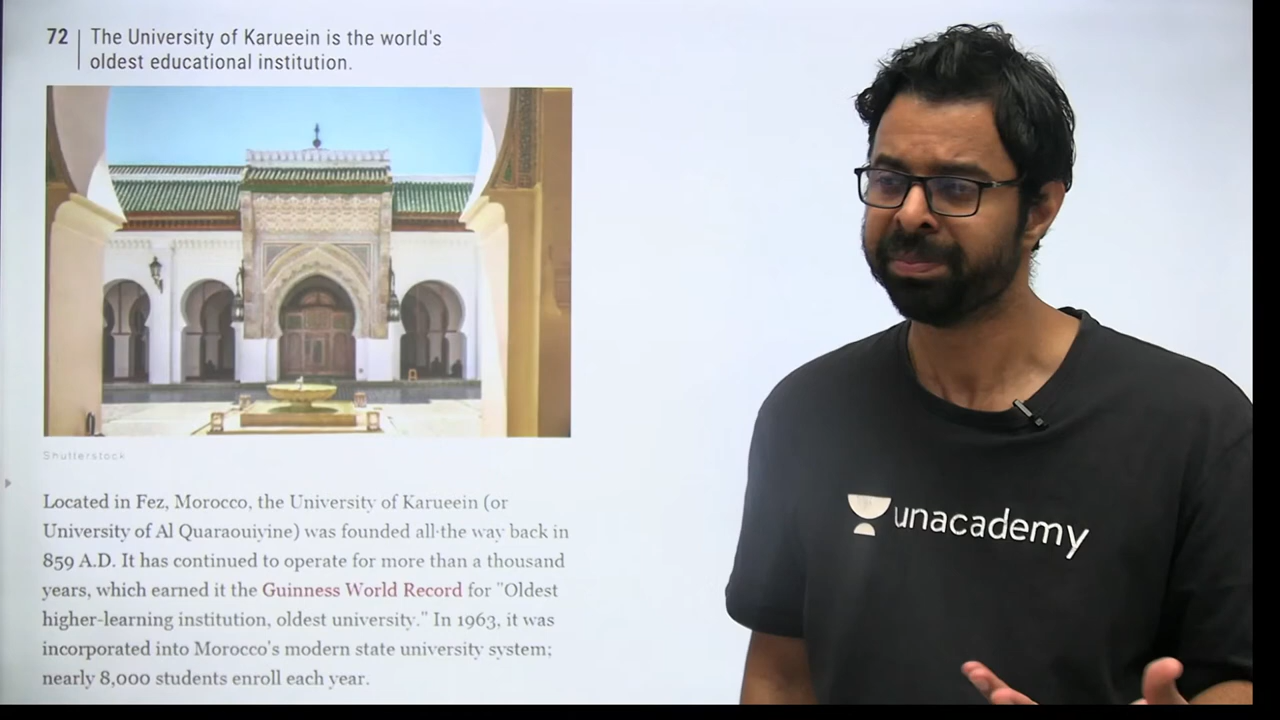 72
The University of Karueein is the world's
oldest educational institution.
Shutterstock
Located in Fez, Morocco, the University of Karueein (or
University of Al Quaraouiyine) was founded all-the way back in
859 A.D. It has continued to operate for more than a thousand
years, which earned it the Guinness World Record for "Oldest
higher-learning institution, oldest university." In 1963, it was
incorporated into Morocco's modern state university system;
nearly 8,000 students enroll each year.
unacademy